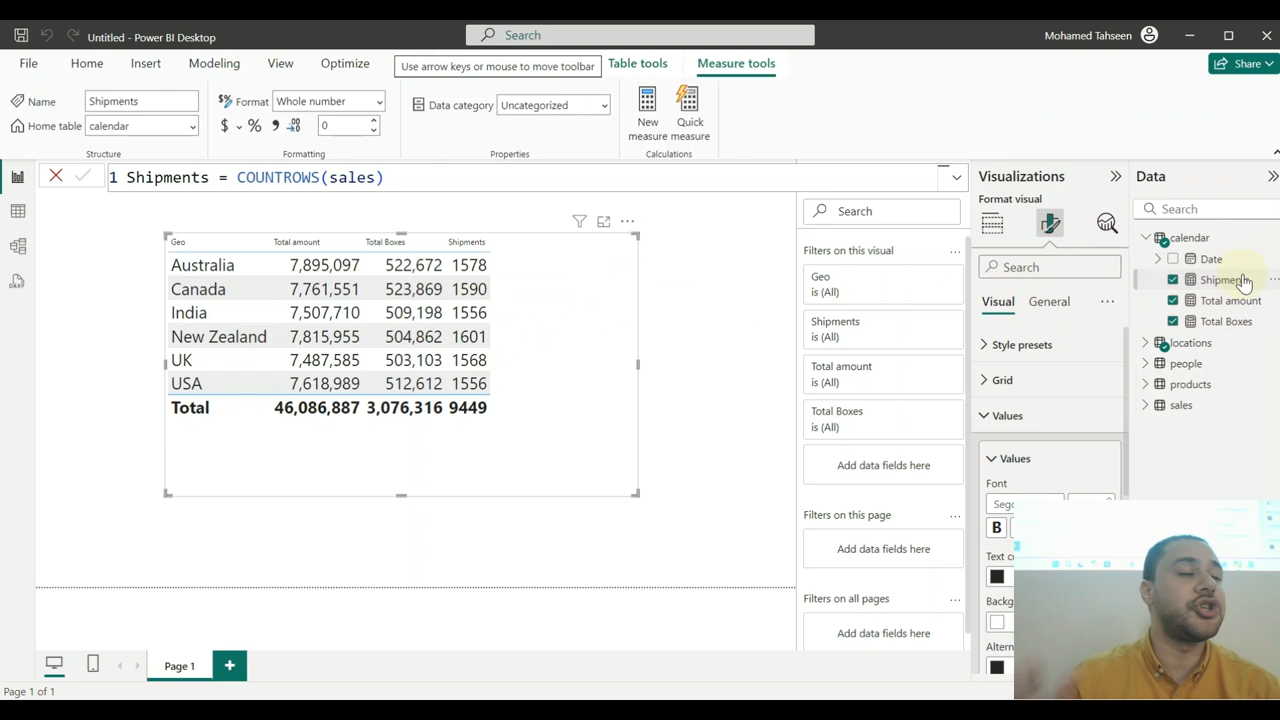 Untitled - Power BI Desktop
Search
Mohamed Tahseen
File
Home
Insert
Modeling
View
Optimize
Use arrow keys or mouse to move toolbar
Table tools
Measure tools
Share
Name
Shipments
Format
Whole number
Data category
Uncategorized
New measure
Quick measure
Home table
calendar
$
%
0
Structure
Formatting
Properties
Calculations
1 Shipments = COUNTROWS(sales)
Geo Total amount Total Boxes Shipments
Australia 7,895,097 522,672 1578
Canada 7,761,551 523,869 1590
India 7,507,710 509,198 1556
New Zealand 7,815,955 504,862 1601
UK 7,487,585 503,103 1568
USA 7,618,989 512,612 1556
Total 46,086,887 3,076,316 9449
Search
Filters on this visual
Geo
is (All)
Shipments
is (All)
Total amount
is (All)
Total Boxes
is (All)
Add data fields here
Filters on this page
Add data fields here
Filters on all pages
Add data fields here
Visualizations
Format visual
Search
Visual
General
Style presets
Grid
Values
Values
Font
B
Data
Search
calendar
Date
Total amount
Total Boxes
locations
people
products
sales
Page 1
Page 1 of 1